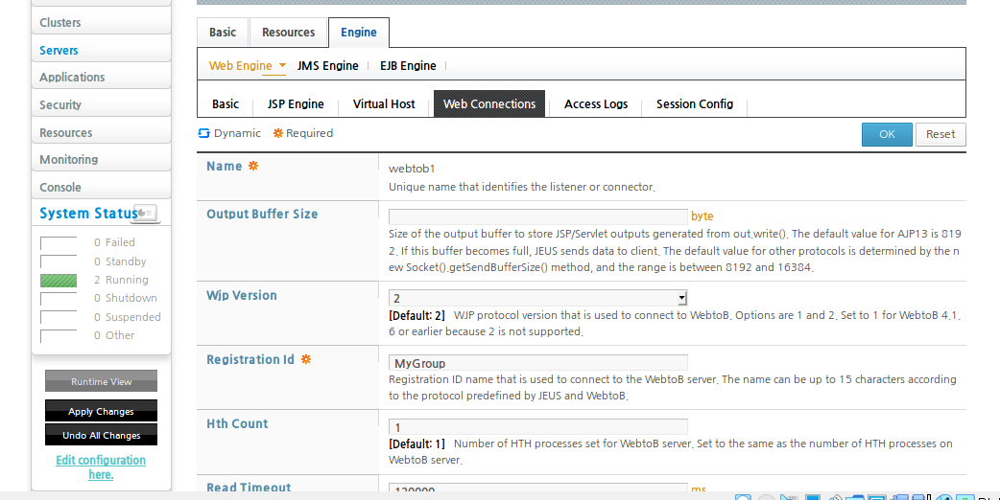 Clusters
Servers
Applications
Security
Resources
Monitoring
Console
System Status
0 Failed
0 Standby
2 Running
0 Shutdown
0 Suspended
0 Other
Runtime View
Apply Changes
Undo All Changes
Edit configuration
here.
Basic Resources Engine
Web Engine JMS Engine EJB Engine
Basic JSP Engine Virtual Host Web Connections Access Logs Session Config
Dynamic Required OK Reset
Name webtob1
Unique name that identifies the listener or connector.
Output Buffer Size byte
Size of the output buffer to store JSP/Servlet outputs generated from out.write(). The default value for AJP13 is 819
2. If this buffer becomes full, JEUS sends data to client. The default value for other protocols is determined by the n
ew Socket().getSendBufferSize() method, and the range is between 8192 and 16384.
Wjp Version 2
[Default: 2] WJP protocol version that is used to connect to WebtoB. Options are 1 and 2. Set to 1 for WebtoB 4.1.
6 or earlier because 2 is not supported.
Registration Id MyGroup
Registration ID name that is used to connect to the WebtoB server. The name can be up to 15 characters according
to the protocol predefined by JEUS and WebtoB.
Hth Count 1
[Default: 1] Number of HTH processes set for WebtoB server. Set to the same as the number of HTH processes on
WebtoB server.
Read Timeout 120000 ms